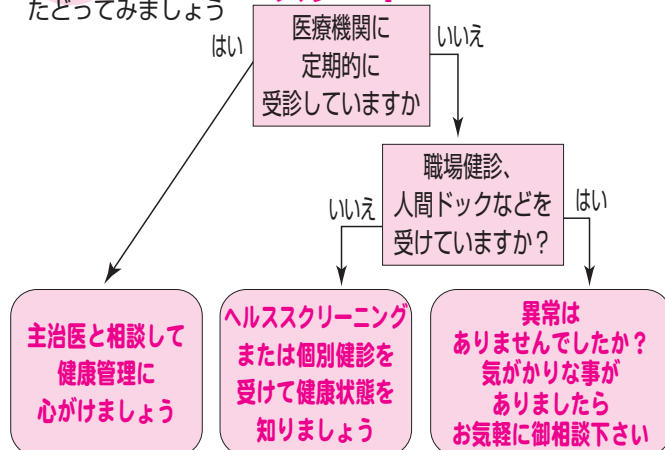 たどってみましょう
医療機関に
定期的に
受診していますか
はい
いいえ
職場健診、
人間ドックなどを
受けていますか？
いいえ
はい
主治医と相談して
健康管理に
心がけましょう
ヘルススクリーニング
または個別健診を
受けて健康状態を
知りましょう
異常は
ありませんでしたか？
気がかりな事が
ありましたら
お気軽に御相談下さい